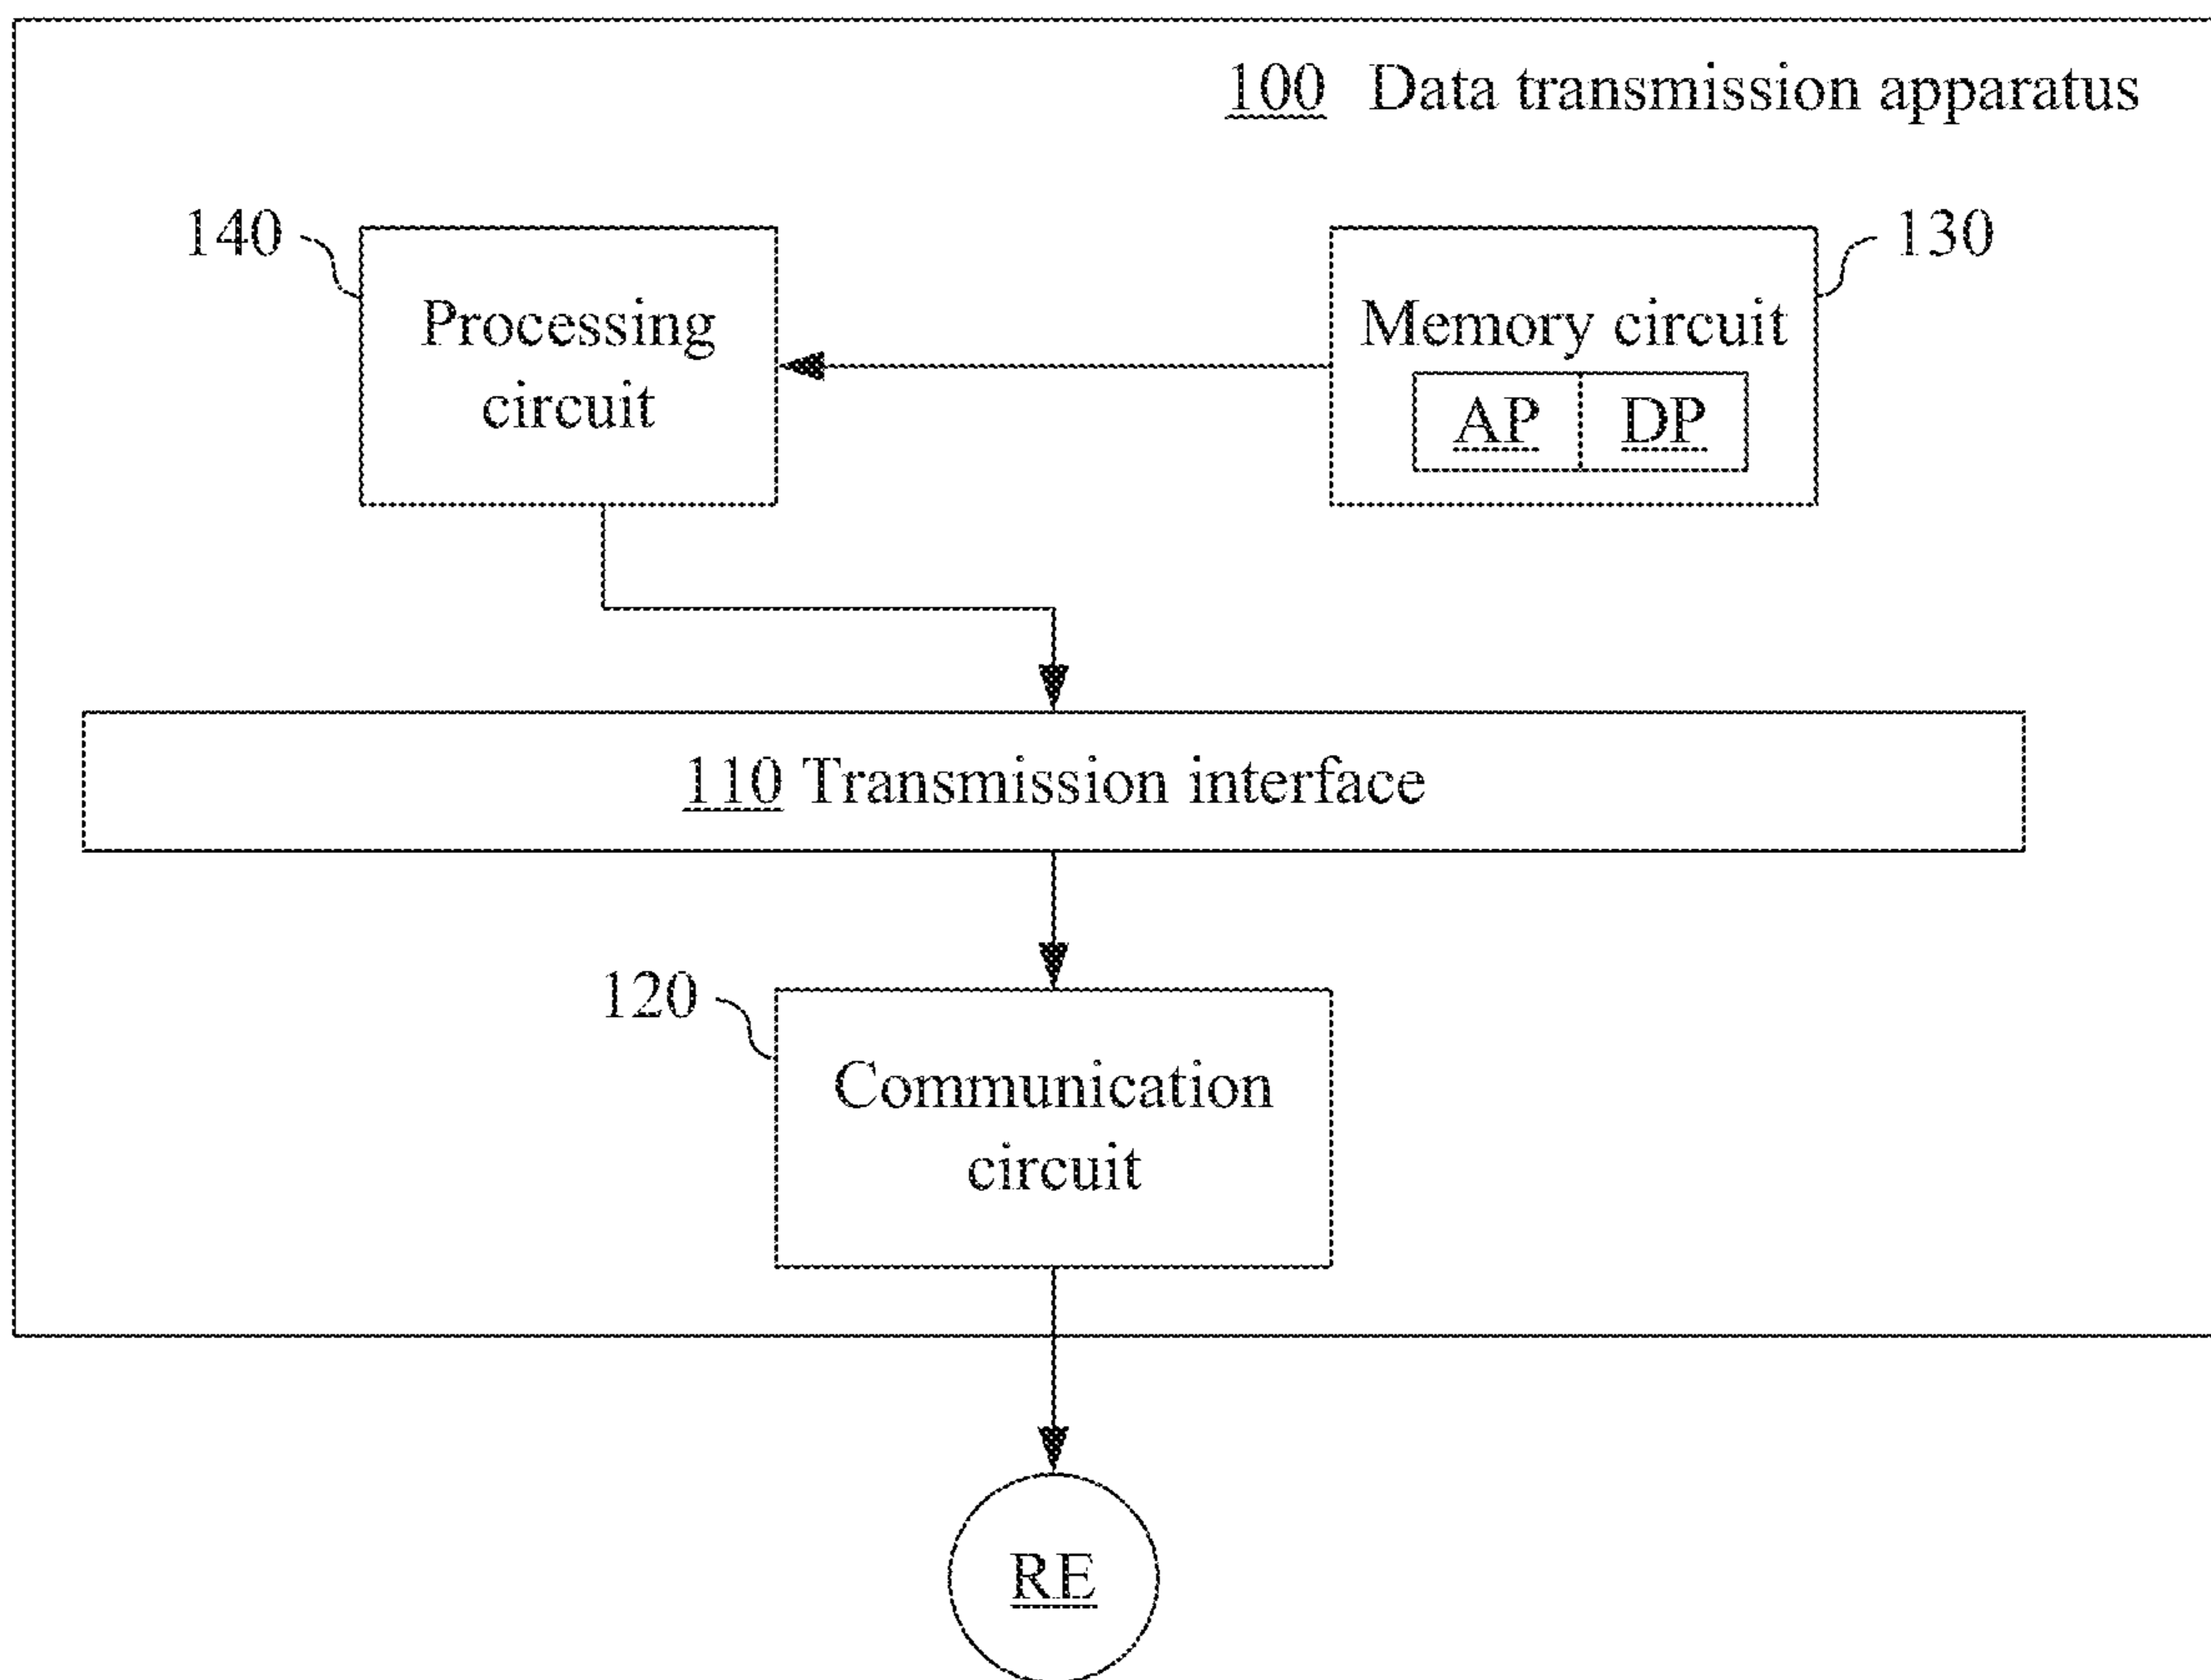 100 Data transmission apparatus
140
Processing
circuit
Memory circuit
AP DP
130
110 Transmission interface
120
Communication
circuit
RE